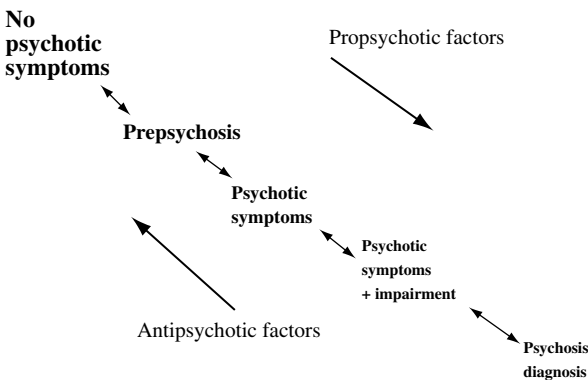 No
psychotic
symptoms
Propsychotic factors
Prepsychosis
Psychotic
symptoms
Psychotic
symptoms
+ impairment
Antipsychotic factors
Psychosis
diagnosis